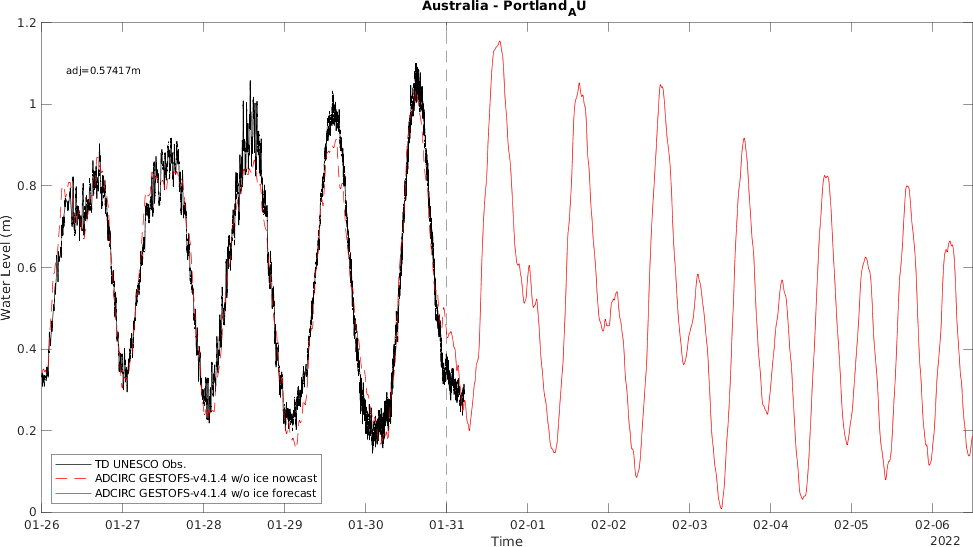 Australia - Portland_AU
1.2
adj=0.57417m
1
0.8
0.6
Water Level (m)
0.4
0.2
TD UNESCO Obs.
ADCIRC GESTOFS-v4.1.4 w/o ice nowcast
ADCIRC GESTOFS-v4.1.4 w/o ice forecast
0
01-26 01-27 01-28 01-29 01-30 01-31 02-01 02-02 02-03 02-04 02-05 02-06
Time
2022